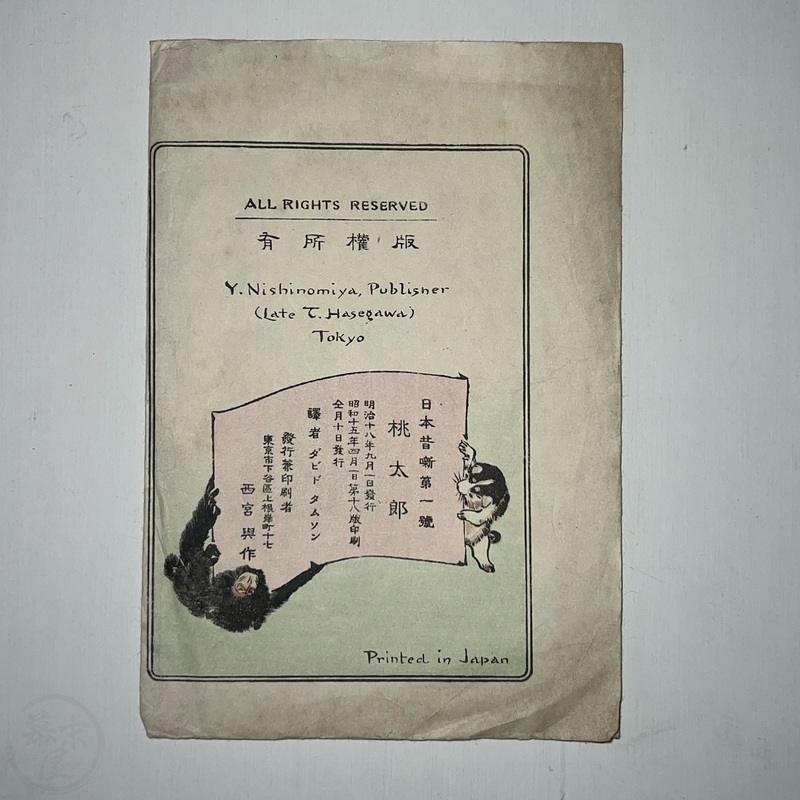 ALL RIGHTS RESERVED
版權所有
Y. Nishinomiya, Publisher
(Late T. Hasegawa)
Tokyo
日本昔噺第一號
桃太郎
明治十八年九月一日發行
昭和十五年四月一日第十八版印刷
仝月十日發行
譯者 ダビド タムソン
發行兼印刷者
東京市下谷區上根岸町十七
西宮與作
Printed in Japan
幕末屋